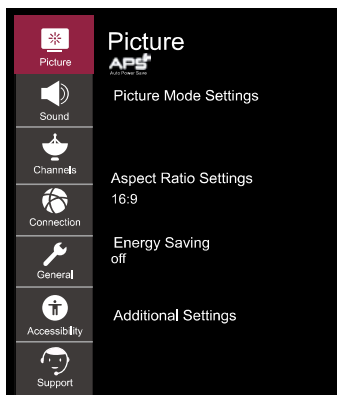 Picture
Sound
Channels
Connection
General
Accessibility
Support
Picture
APS+
Auto Power Save
Picture Mode Settings
Aspect Ratio Settings
16:9
Energy Saving
off
Additional Settings